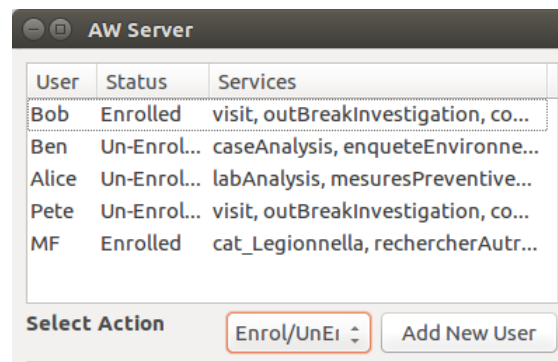 AW Server
User Status Services
Bob Enrolled visit, outBreakInvestigation, co...
Ben Un-Enrol... caseAnalysis, enqueteEnvironne...
Alice Un-Enrol... labAnalysis, mesuresPreventive...
Pete Un-Enrol... visit, outBreakInvestigation, co...
MF Enrolled cat_Legionnella, rechercherAutr...
Select Action Enrol/UnEr Add New User